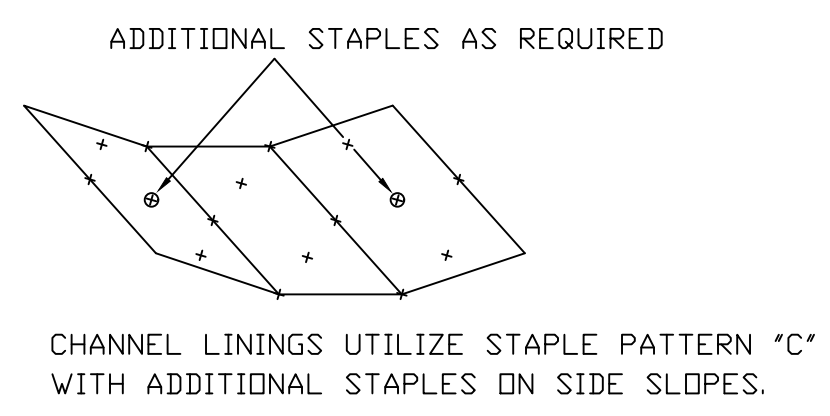 ADDITIONAL STAPLES AS REQUIRED
CHANNEL LININGS UTILIZE STAPLE PATTERN "C"
WITH ADDITIONAL STAPLES ON SIDE SLOPES.